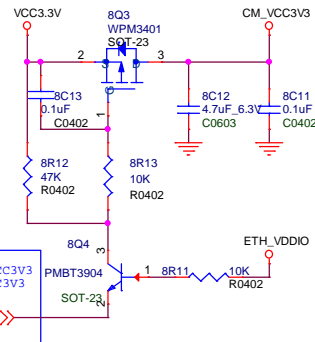 VCC3.3V
8Q3
WPM3401
SOT-23
CM_VCC3V3
2
S
D
3
G
1
8C13
0.1uF
C0402
8C12
4.7uF_6.3V
C0603
8C11
0.1uF
C0402
8R12
47K
R0402
8R13
10K
R0402
8Q4
3
PMBT3904
SOT-23
2
1
8R11
10K
R0402
ETH_VDDIO
CC3V3
3V3